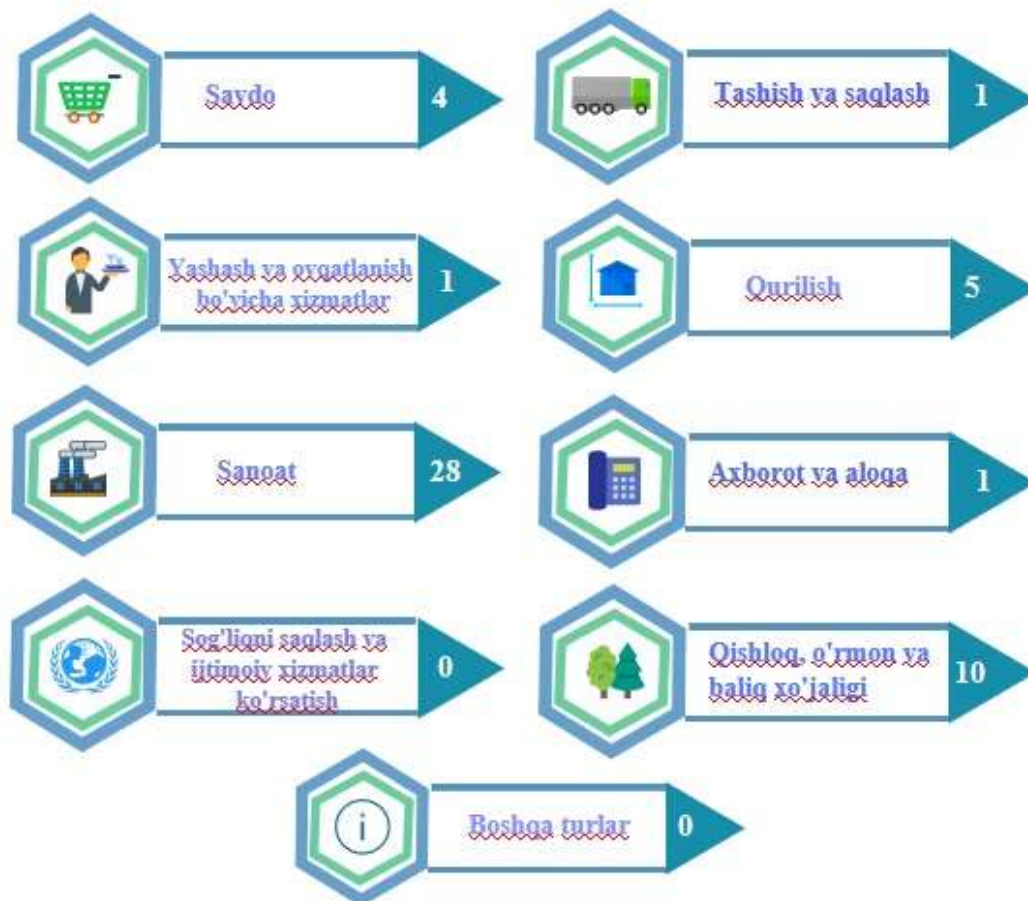 Savdo
4
Tashish va saqlash
1
Yashash va ovqatlanish
bo'yicha xizmatlar
1
Qurilish
5
Sanoat
28
Axborot va aloqa
1
Sog'liqni saqlash va
ijtimoiy xizmatlar
ko'rsatish
0
Qishloq, o'rmon va
baliq xo'jaligi
10
Boshqa turlar
0